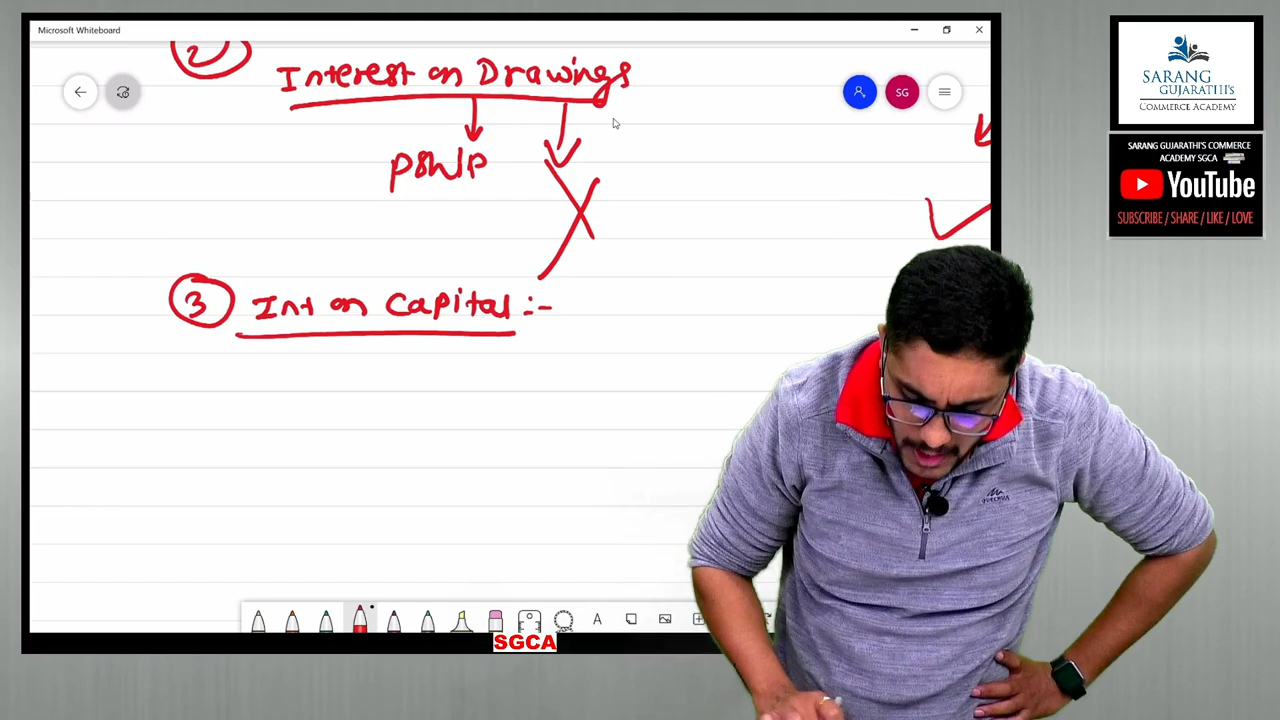 Microsoft Whiteboard
2
Interest on Drawings
3 Int on Capital :-
SG
SGCA
A
SARANG
GUJARATHI'S
COMMERCE ACADEMY
SARANG GUJARATHI'S COMMERCE
ACADEMY SGCA
YouTube
SUBSCRIBE / SHARE / LIKE / LOVE